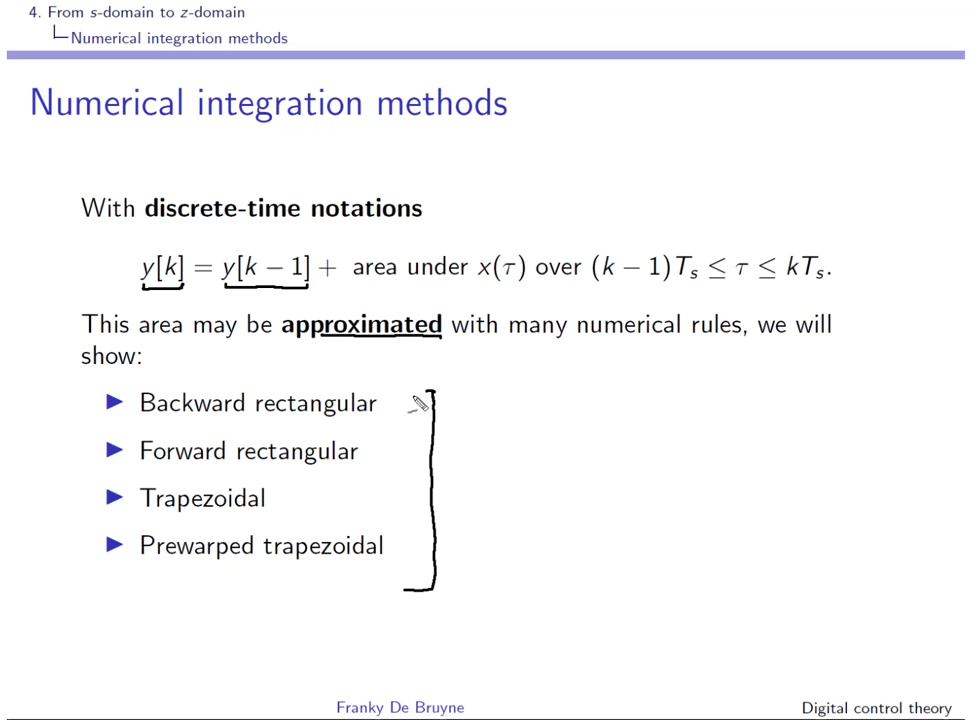 4. From s-domain to z-domain
Numerical integration methods
Numerical integration methods
With discrete-time notations
y[k] = y[k − 1] + area under x(τ) over (k − 1)Tₛ ≤ τ ≤ kTₛ.
This area may be approximated with many numerical rules, we will
show:
▶ Backward rectangular
▶ Forward rectangular
▶ Trapezoidal
▶ Prewarped trapezoidal
Franky De Bruyne
Digital control theory